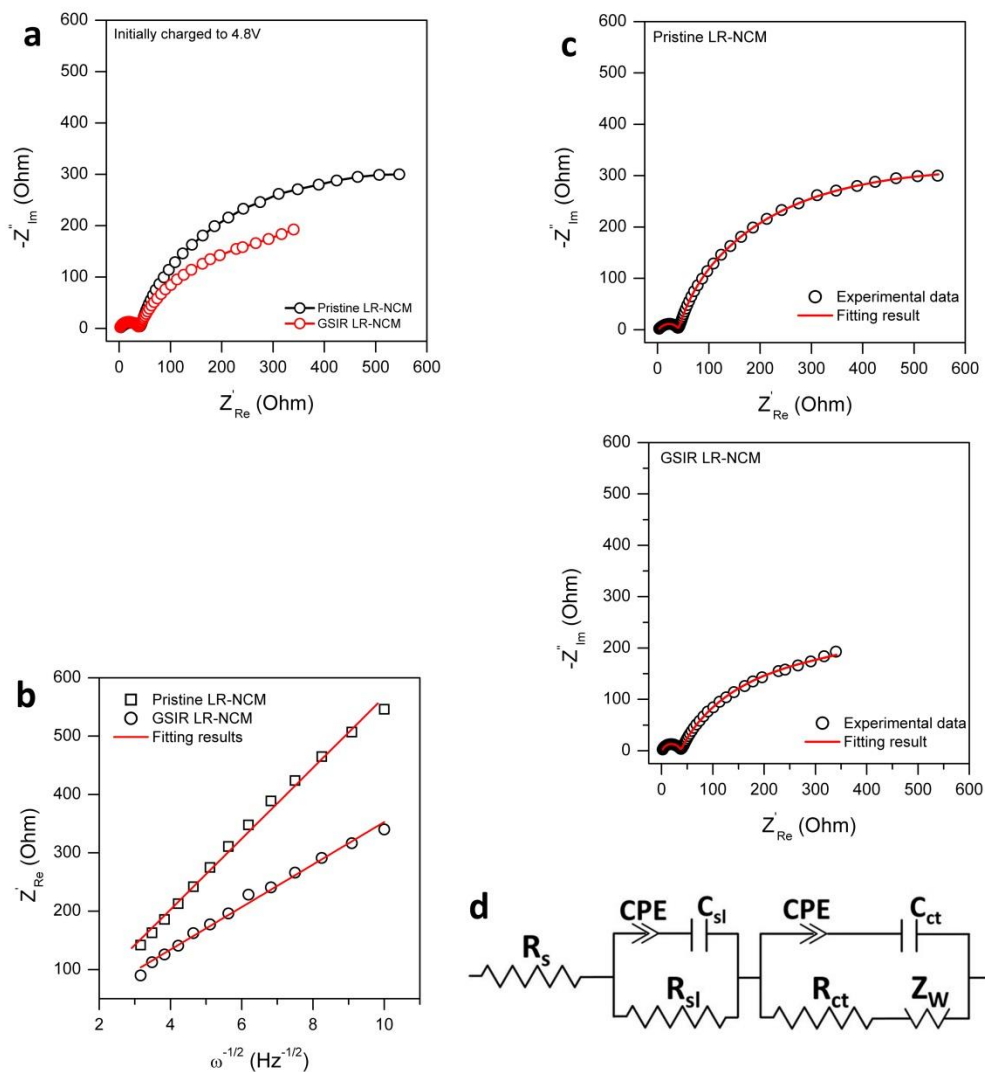 a
Initially charged to 4.8V
600
500
400
300
200
100
0
-Z''Im (Ohm)
Pristine LR-NCM
GSIR LR-NCM
0 100 200 300 400 500 600
Z'Re (Ohm)
c
Pristine LR-NCM
600
500
400
300
200
100
0
-Z''Im (Ohm)
Experimental data
Fitting result
0 100 200 300 400 500 600
Z'Re (Ohm)
GSIR LR-NCM
600
500
400
300
200
100
0
-Z''Im (Ohm)
Experimental data
Fitting result
0 100 200 300 400 500 600
Z'Re (Ohm)
b
Pristine LR-NCM
GSIR LR-NCM
Fitting results
600
500
400
300
200
100
Z'Re (Ohm)
2 4 6 8 10
ω-1/2 (Hz-1/2)
d
CPE Csl CPE Cct
Rs
Rsl Rct ZW